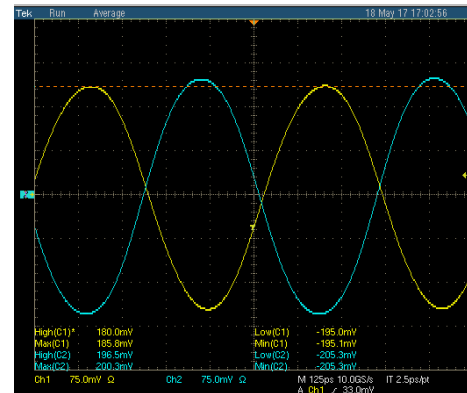 Tek Run Average 18 May 17 17:02:56
High(C1)* 180.0mV Low(C1) -195.0mV
Max(C1) 185.8mV Min(C1) -195.1mV
High(C2) 196.5mV Low(C2) -205.3mV
Max(C2) 200.3mV Min(C2) -205.3mV
Ch1 75.0mV Ω Ch2 75.0mV Ω M 125ps 10.0GS/s IT 2.5ps/pt
A Ch1 / 33.0mV